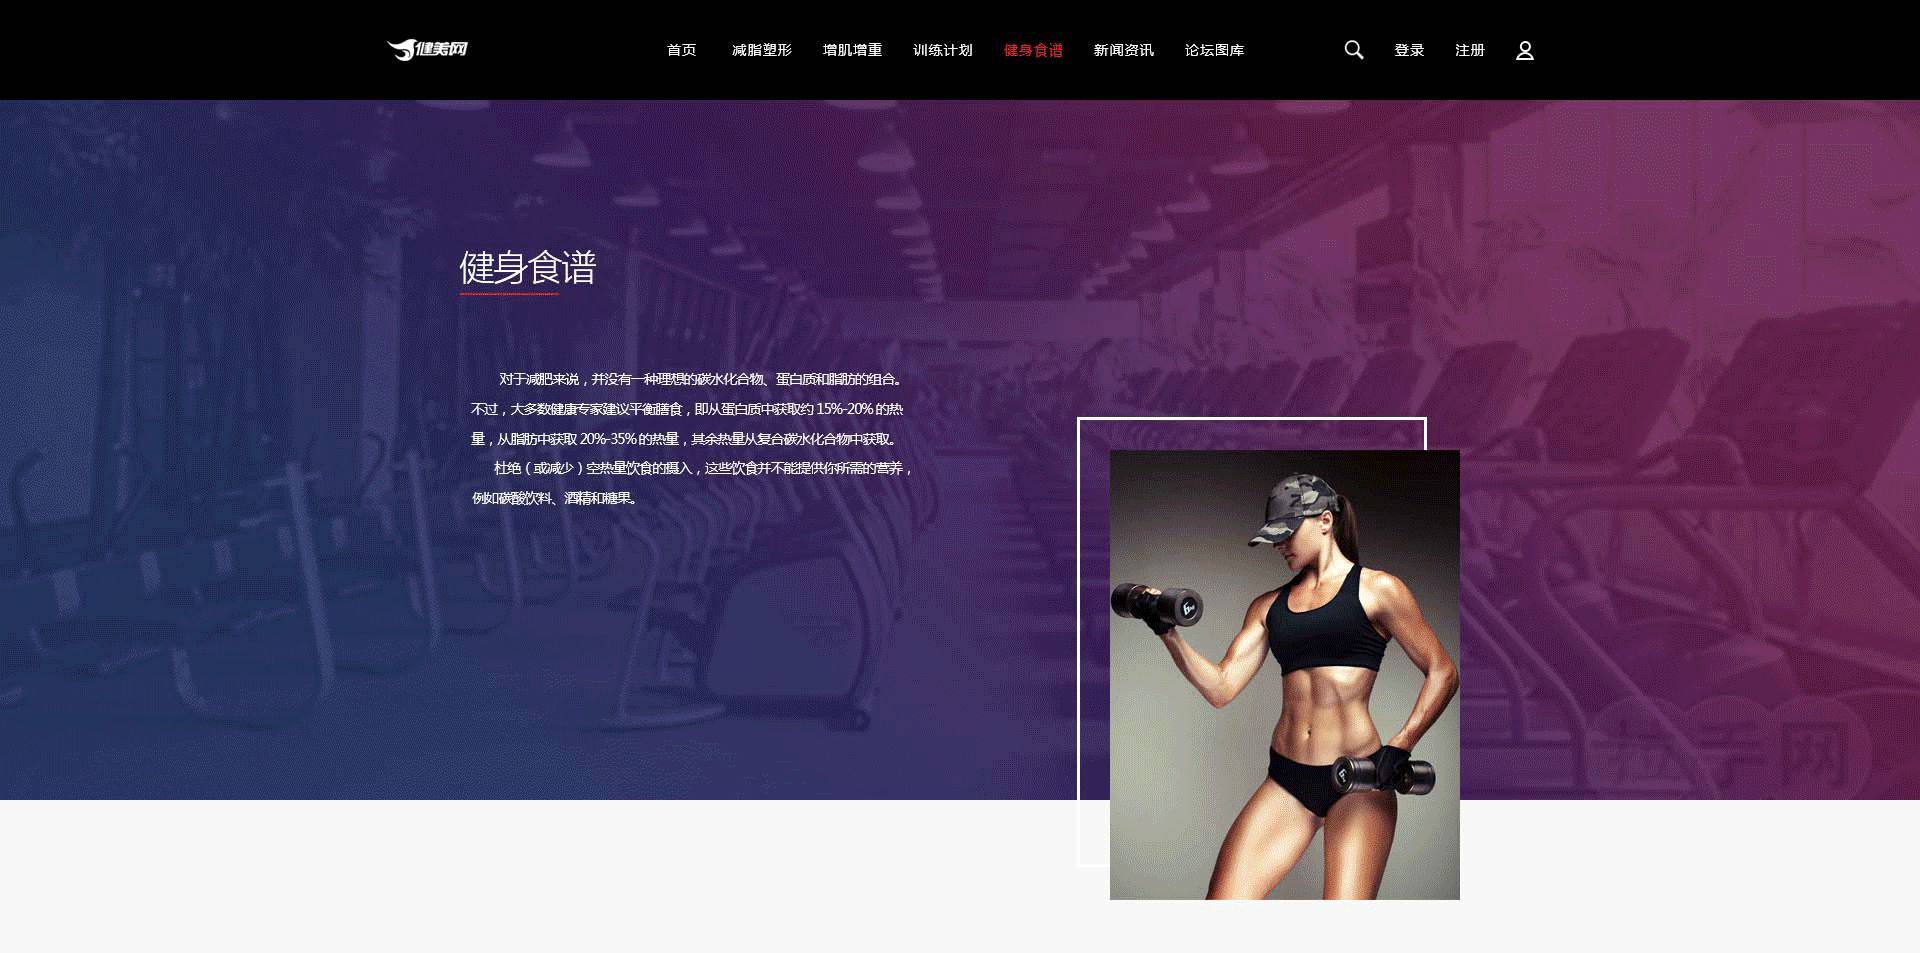 健美网
首页 减脂塑形 增肌增重 训练计划 健身食谱 新闻资讯 论坛图库 登录 注册
健身食谱
对于减肥来说，并没有一种理想的碳水化合物、蛋白质和脂肪的组合。
不过，大多数健康专家建议平衡膳食，即从蛋白质中获取约 15%-20% 的热
量，从脂肪中获取 20%-35% 的热量，其余热量从复合碳水化合物中获取。
杜绝（或减少）空热量饮食的摄入，这些饮食并不能提供你所需的营养，
例如碳酸饮料、酒精和糖果。
拉手网